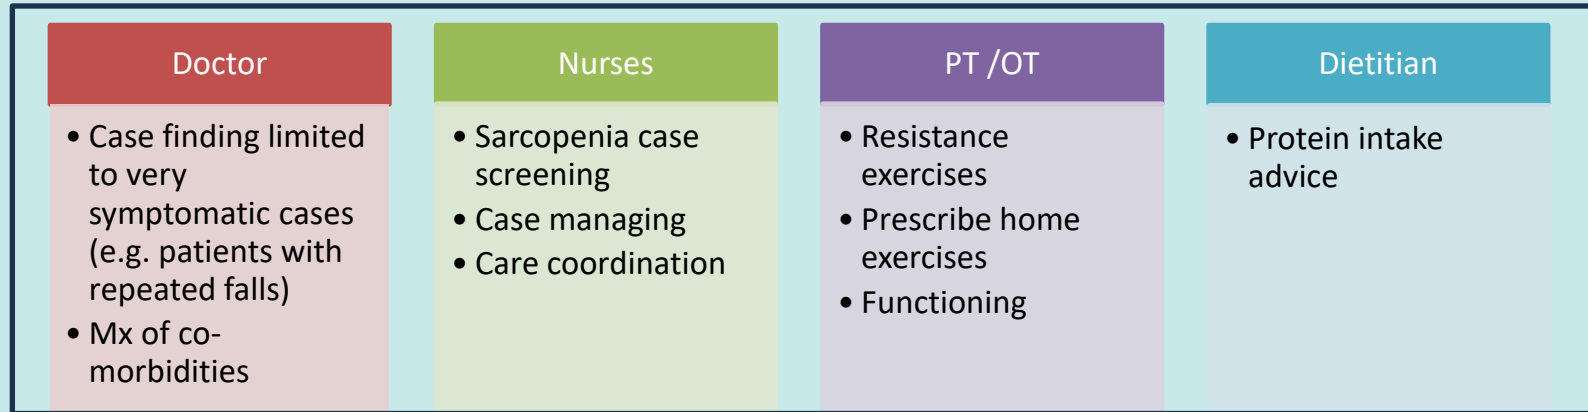 Doctor
• Case finding limited
to very
symptomatic cases
(e.g. patients with
repeated falls)
• Mx of co-
morbidities
Nurses
• Sarcopenia case
screening
• Case managing
• Care coordination
PT /OT
• Resistance
exercises
• Prescribe home
exercises
• Functioning
Dietitian
• Protein intake
advice